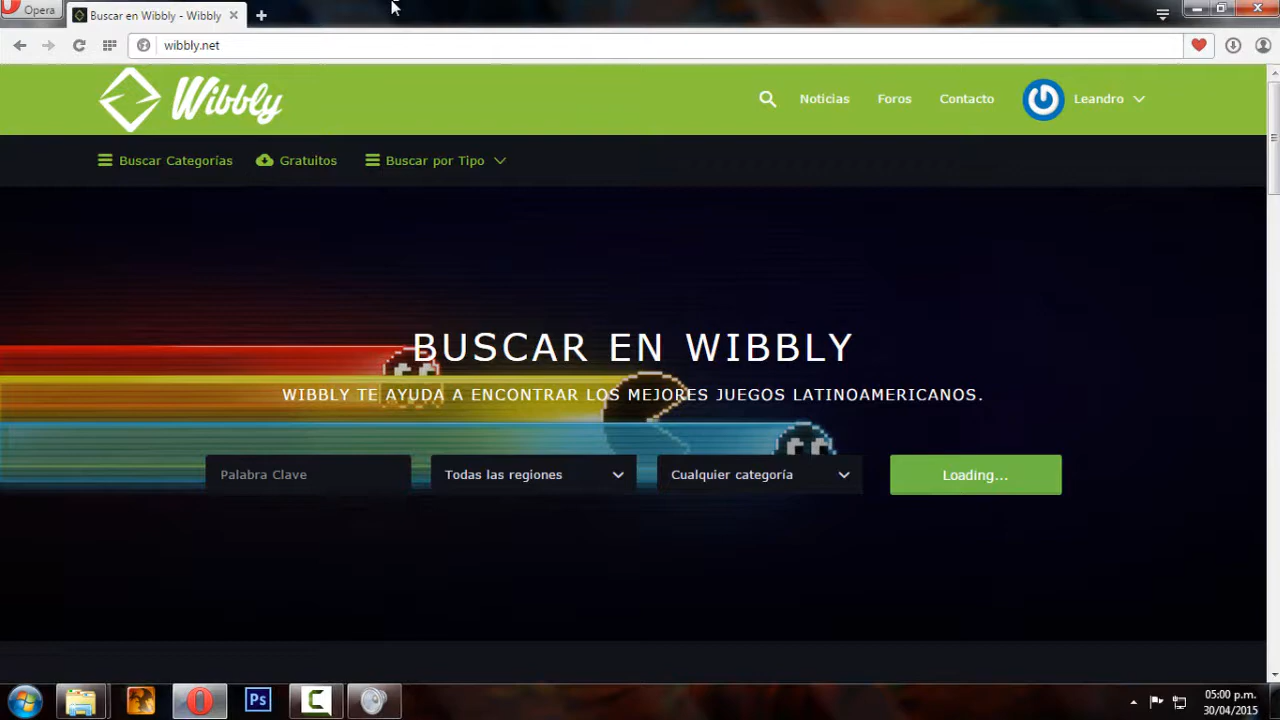 Opera
Buscar en Wibbly - Wibbly
wibbly.net
Wibbly
Noticias
Foros
Contacto
Leandro
Buscar Categorías
Gratuitos
Buscar por Tipo
BUSCAR EN WIBBLY
WIBBLY TE AYUDA A ENCONTRAR LOS MEJORES JUEGOS LATINOAMERICANOS.
Palabra Clave
Todas las regiones
Cualquier categoría
Loading...
Ps
05:00 p.m.
30/04/2015